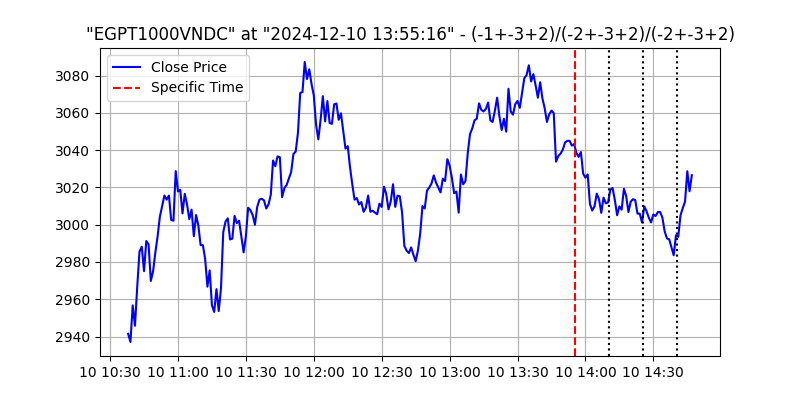 "EGPT1000VNDC" at "2024-12-10 13:55:16" - (-1+-3+2)/(-2+-3+2)/(-2+-3+2)
Close Price
Specific Time
3080
3060
3040
3020
3000
2980
2960
2940
10 10:30 10 11:00 10 11:30 10 12:00 10 12:30 10 13:00 10 13:30 10 14:00 10 14:30